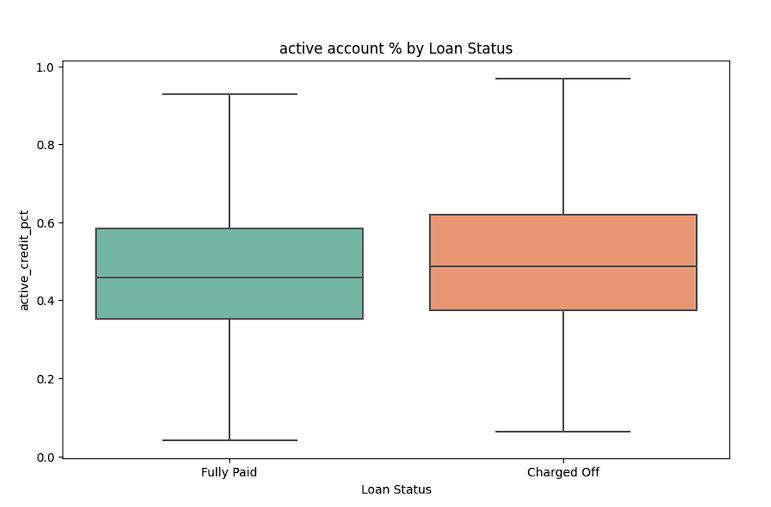 active account % by Loan Status
1.0
0.8
0.6
0.4
0.2
0.0
active_credit_pct
Fully Paid
Charged Off
Loan Status